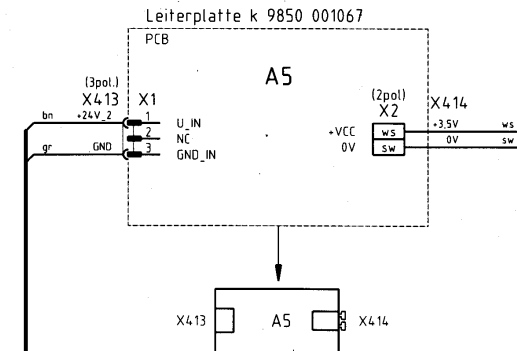 Leiterplatte k 9850 001067
PCB
A5
(3pol.)
X413 X1
(2pol)
X2 X414
bn +24V_2 1 U_IN
2 NC
gr GND 3 GND_IN
+VCC ws +3,5V ws
0V sw 0V sw
X413 A5 X414